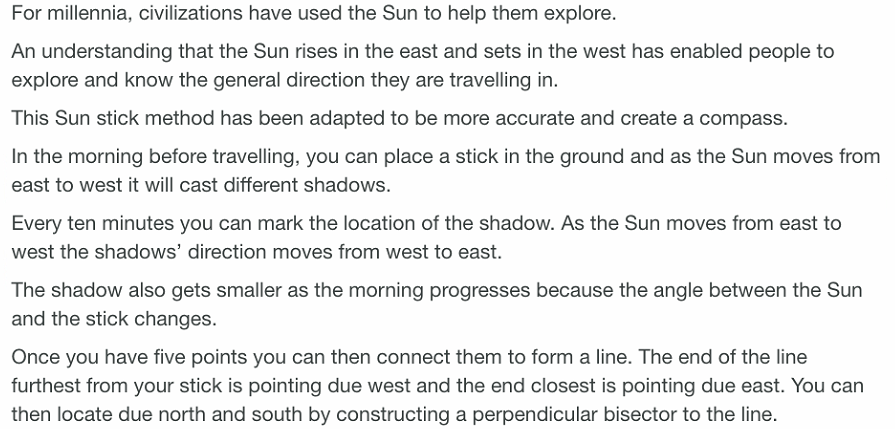 For millennia, civilizations have used the Sun to help them explore.
An understanding that the Sun rises in the east and sets in the west has enabled people to
explore and know the general direction they are travelling in.
This Sun stick method has been adapted to be more accurate and create a compass.
In the morning before travelling, you can place a stick in the ground and as the Sun moves from
east to west it will cast different shadows.
Every ten minutes you can mark the location of the shadow. As the Sun moves from east to
west the shadows’ direction moves from west to east.
The shadow also gets smaller as the morning progresses because the angle between the Sun
and the stick changes.
Once you have five points you can then connect them to form a line. The end of the line
furthest from your stick is pointing due west and the end closest is pointing due east. You can
then locate due north and south by constructing a perpendicular bisector to the line.